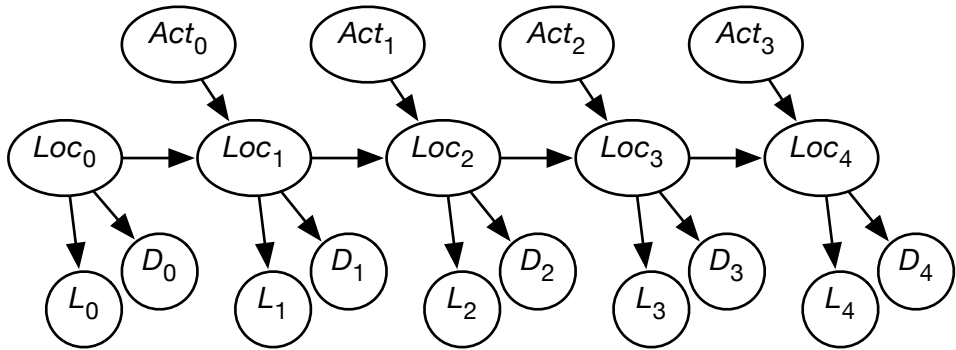 Act0 Act1 Act2 Act3
Loc0 Loc1 Loc2 Loc3 Loc4
D0 D1 D2 D3 D4
L0 L1 L2 L3 L4